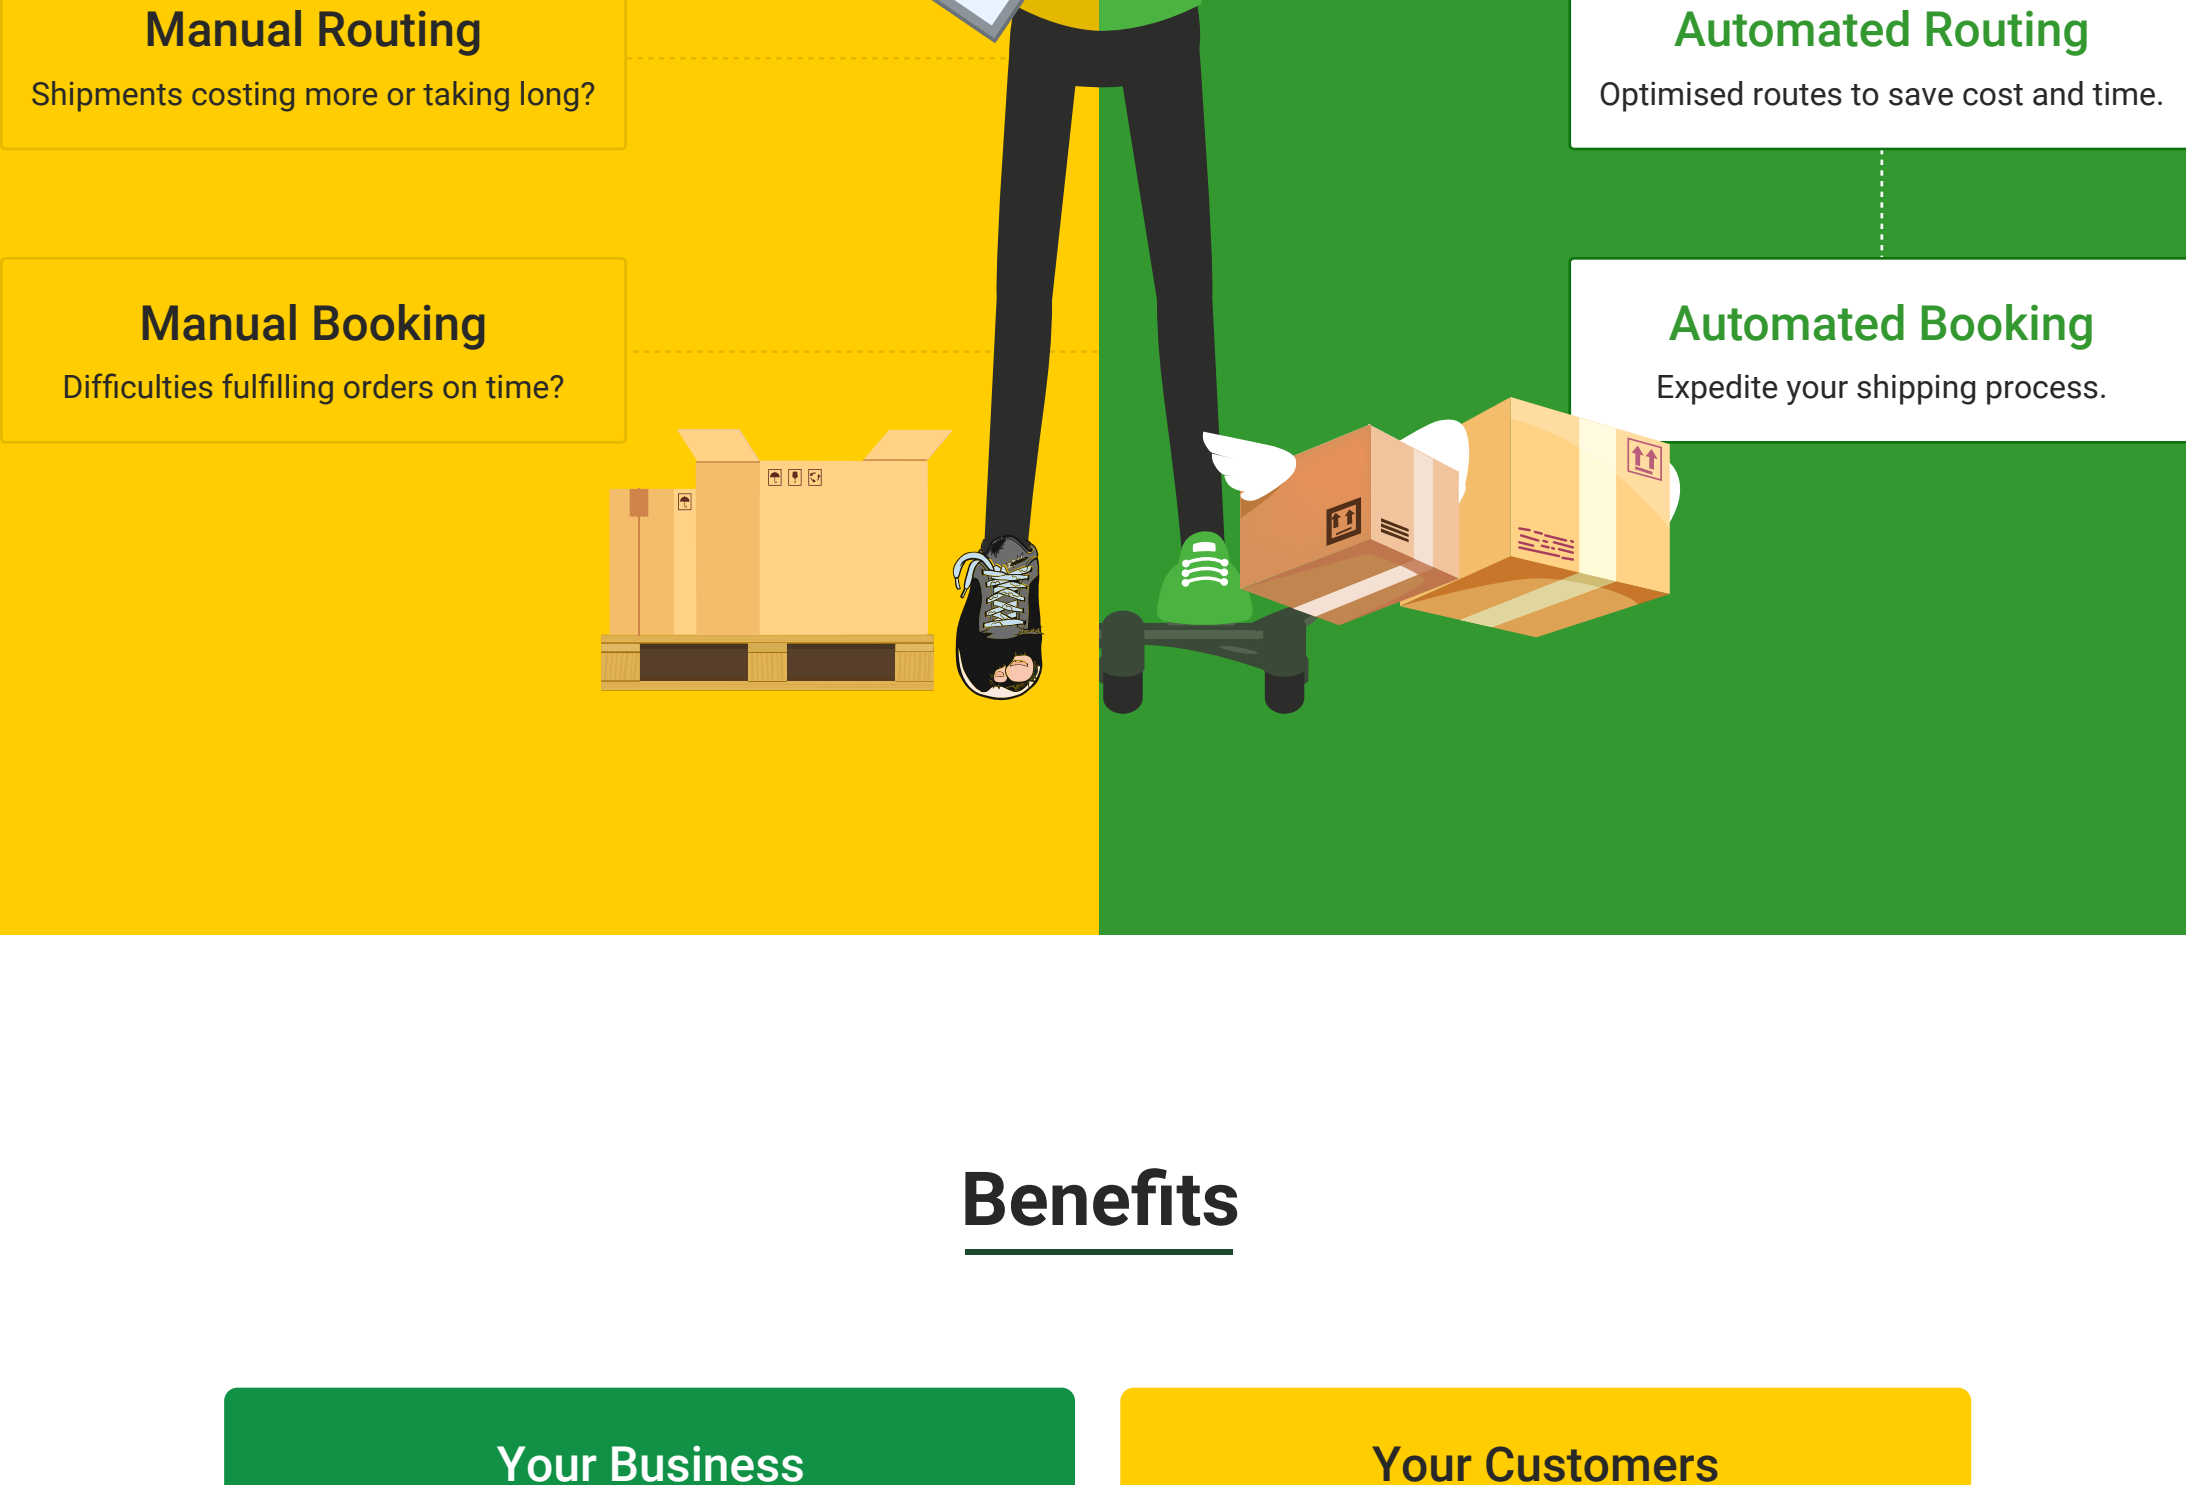 Manual Routing
Shipments costing more or taking long?
Automated Routing
Optimised routes to save cost and time.
Manual Booking
Difficulties fulfilling orders on time?
Automated Booking
Expedite your shipping process.
Benefits
Your Business
Your Customers